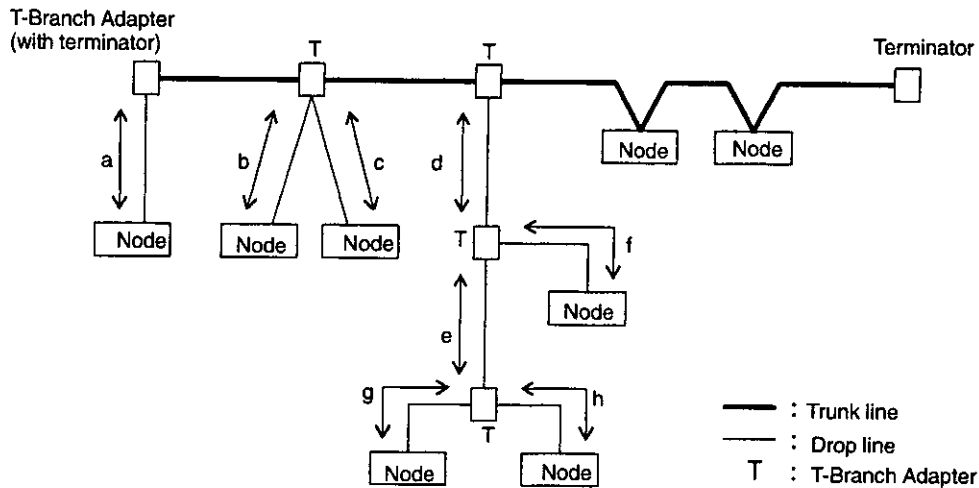 T-Branch Adapter
(with terminator)
T
T
Terminator
a
b
c
d
Node
Node
Node
Node
Node
T
f
Node
e
g
h
T
Node
Node
: Trunk line
: Drop line
T : T-Branch Adapter